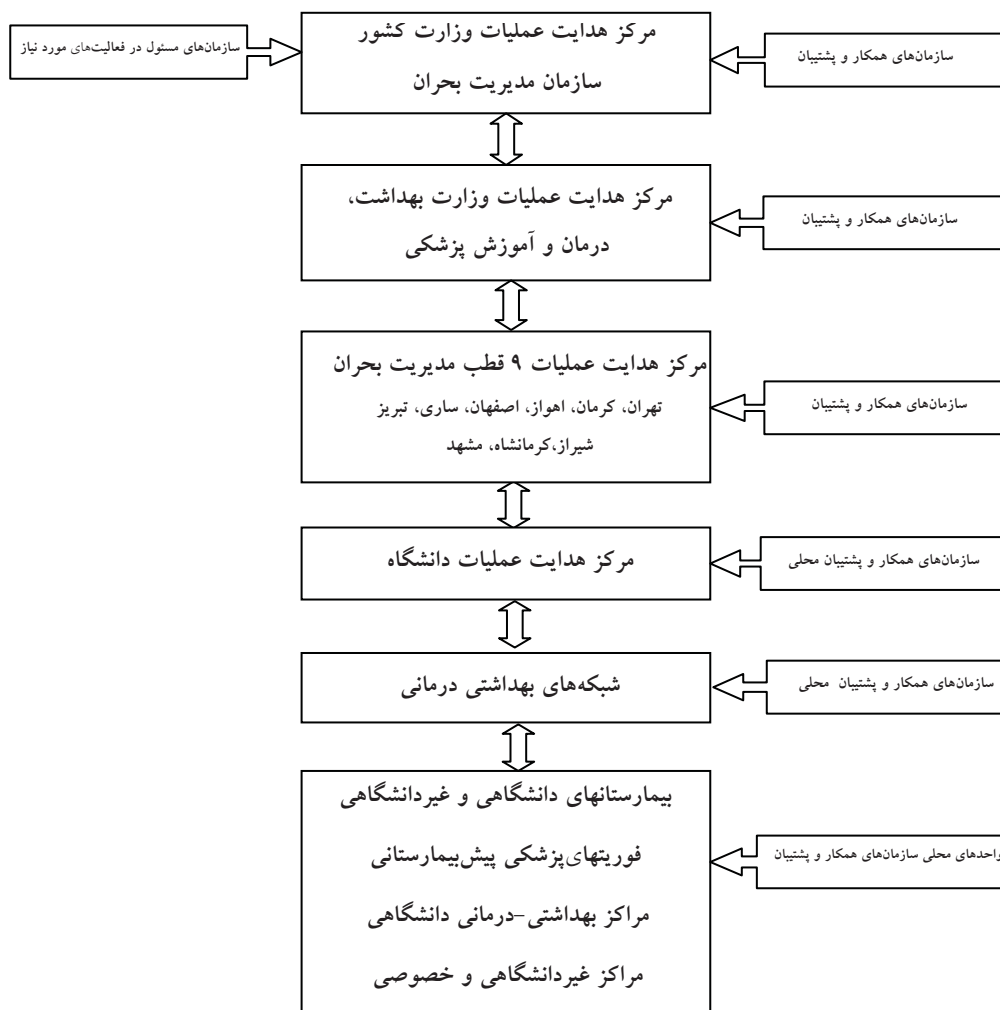 مرکز هدایت عملیات وزارت کشور
سازمان مدیریت بحران
سازمان‌های همکار و پشتیبان
سازمان‌های مسئول در فعالیت‌های مورد نیاز
مرکز هدایت عملیات وزارت بهداشت،
درمان و آموزش پزشکی
سازمان‌های همکار و پشتیبان
مرکز هدایت عملیات ۹ قطب مدیریت بحران
تهران، کرمان، اهواز، اصفهان، ساری، تبریز
شیراز،کرمانشاه، مشهد
سازمان‌های همکار و پشتیبان
مرکز هدایت عملیات دانشگاه
سازمان‌های همکار و پشتیبان محلی
شبکه‌های بهداشتی درمانی
سازمان‌های همکار و پشتیبان محلی
بیمارستانهای دانشگاهی و غیردانشگاهی
فوریتهای‌پزشکی پیش‌بیمارستانی
مراکز بهداشتی-درمانی دانشگاهی
مراکز غیردانشگاهی و خصوصی
واحدهای محلی سازمان‌های همکار و پشتیبان